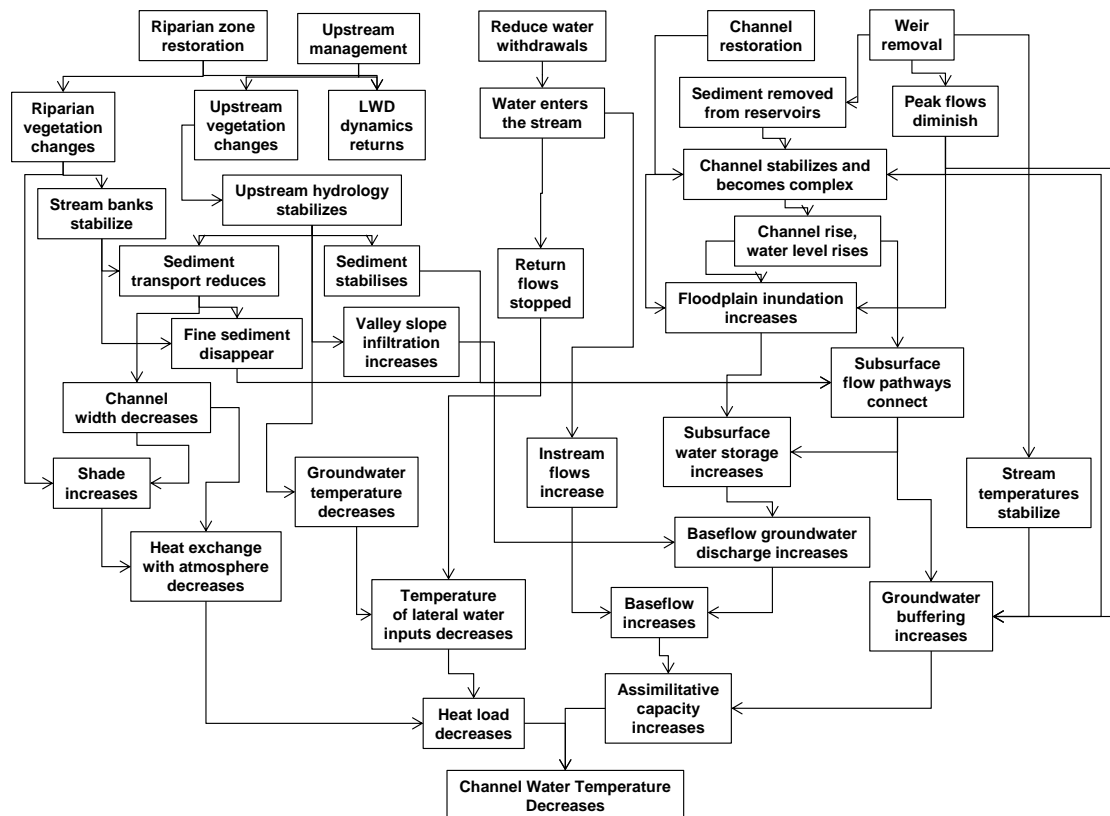 Riparian zone
restoration
Upstream
management
Reduce water
withdrawals
Channel
restoration
Weir
removal
Riparian
vegetation
changes
Upstream
vegetation
changes
LWD
dynamics
returns
Water enters
the stream
Sediment removed
from reservoirs
Peak flows
diminish
Stream banks
stabilize
Upstream hydrology
stabilizes
Channel stabilizes and
becomes complex
Channel rise,
water level rises
Sediment
transport reduces
Sediment
stabilises
Return
flows
stopped
Floodplain inundation
increases
Fine sediment
disappear
Valley slope
infiltration
increases
Subsurface
flow pathways
connect
Channel
width decreases
Shade
increases
Groundwater
temperature
decreases
Instream
flows
increase
Subsurface
water storage
increases
Stream
temperatures
stabilize
Heat exchange
with atmosphere
decreases
Baseflow groundwater
discharge increases
Temperature
of lateral water
inputs decreases
Baseflow
increases
Groundwater
buffering
increases
Heat load
decreases
Assimilitative
capacity
increases
Channel Water Temperature
Decreases